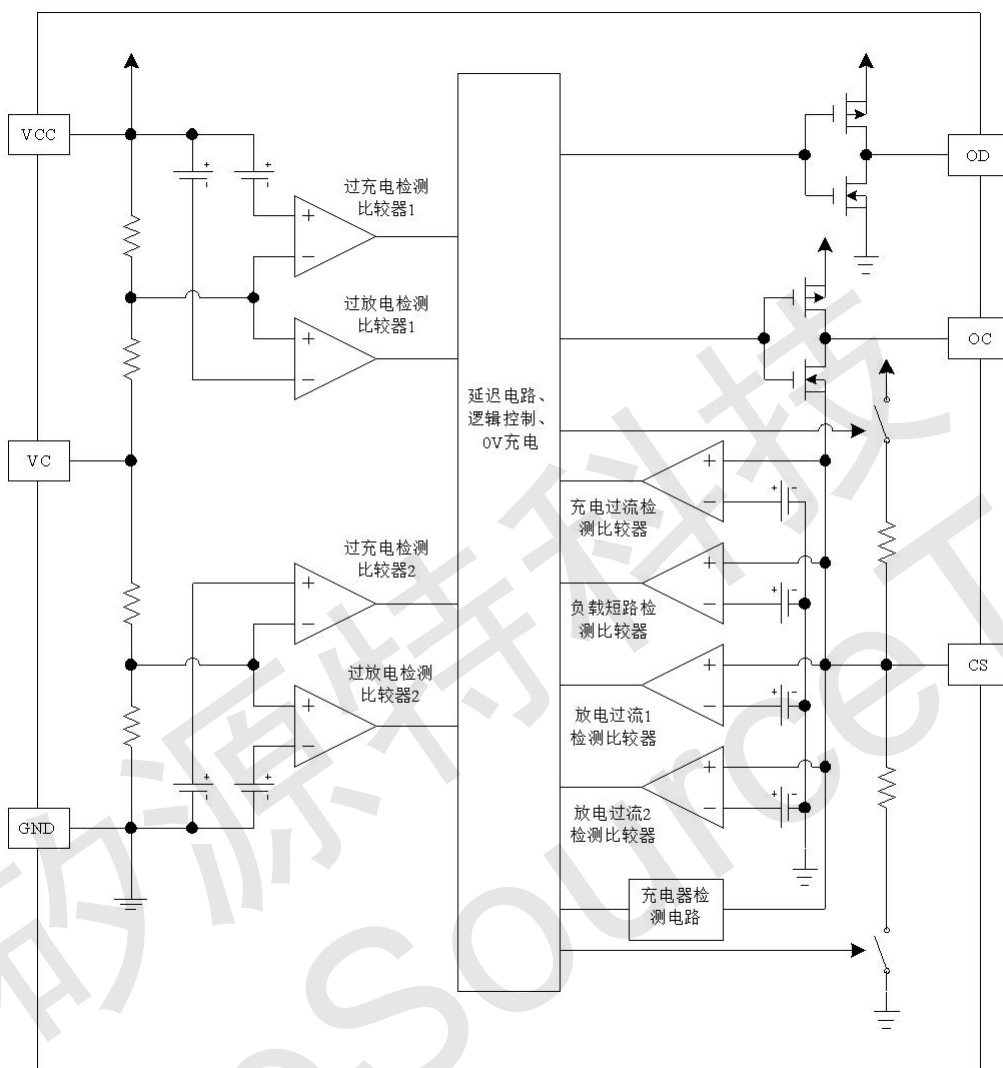 VCC
OD
过充电检测
比较器1
过放电检测
比较器1
OC
延迟电路、
逻辑控制、
0V充电
VC
充电过流检
测比较器
过充电检测
比较器2
负载短路检
测比较器
过放电检测
比较器2
CS
放电过流1
检测比较器
放电过流2
检测比较器
GND
充电器检
测电路
矽源特科技